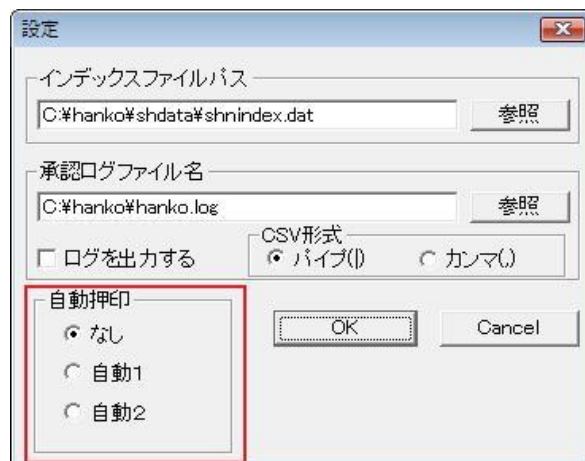 設定
インデックスファイルパス
C:¥hanko¥shdata¥shnindex.dat 参照
承認ログファイル名
C:¥hanko¥hanko.log 参照
CSV形式
ログを出力する パイプ(|) カンマ(,)
自動押印
なし OK Cancel
自動1
自動2